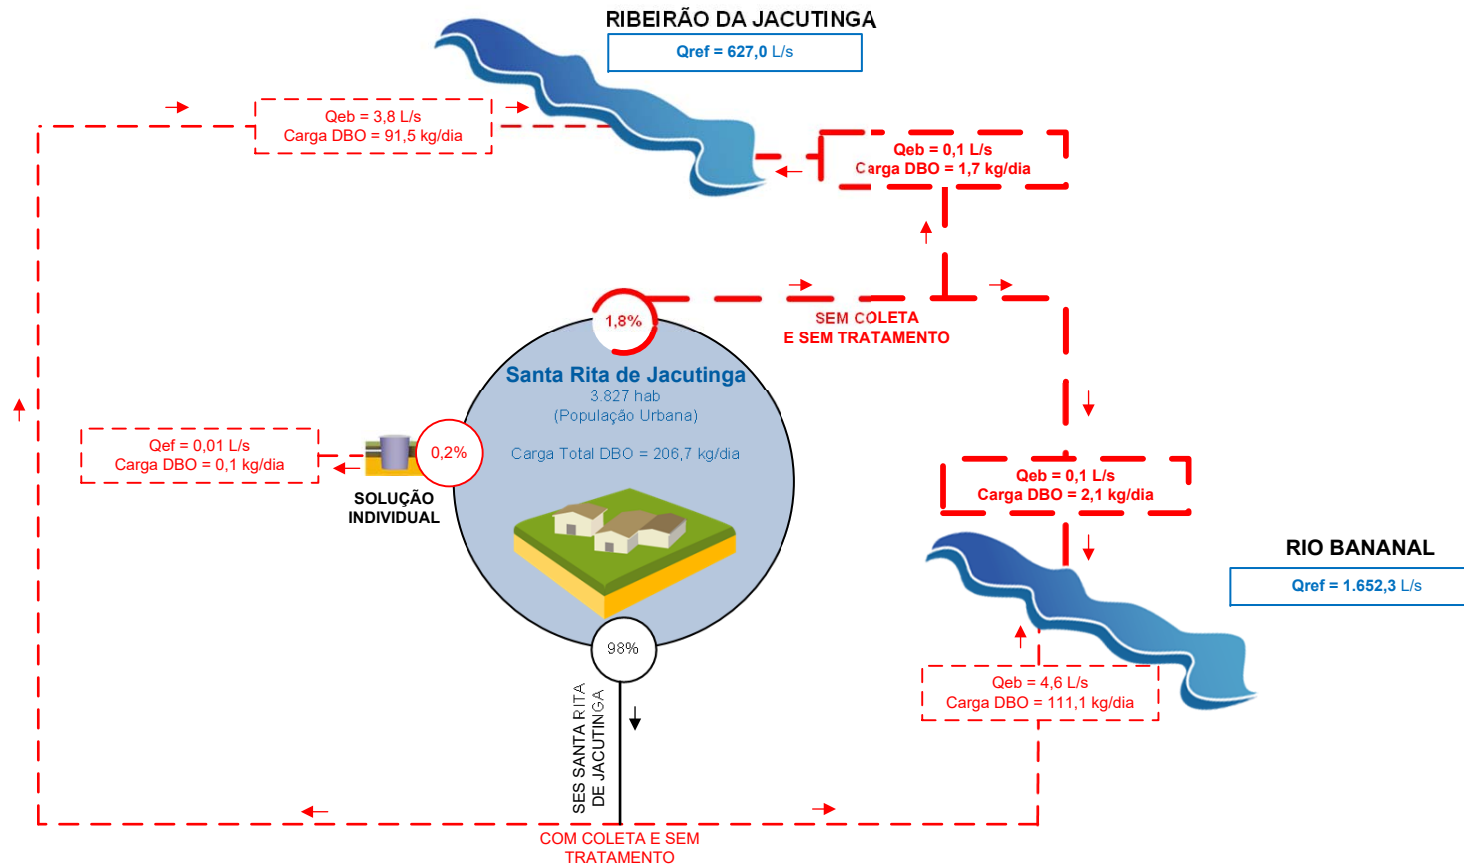 RIBEIRÃO DA JACUTINGA
Qref = 627,0 L/s
Qeb = 3,8 L/s
Carga DBO = 91,5 kg/dia
Qeb = 0,1 L/s
Carga DBO = 1,7 kg/dia
1,8%
SEM COLETA
E SEM TRATAMENTO
Santa Rita de Jacutinga
3.827 hab
(População Urbana)
Carga Total DBO = 206,7 kg/dia
Qef = 0,01 L/s
Carga DBO = 0,1 kg/dia
0,2%
SOLUÇÃO
INDIVIDUAL
Qeb = 0,1 L/s
Carga DBO = 2,1 kg/dia
RIO BANANAL
Qref = 1.652,3 L/s
98%
Qeb = 4,6 L/s
Carga DBO = 111,1 kg/dia
SES SANTA RITA
DE JACUTINGA
COM COLETA E SEM
TRATAMENTO